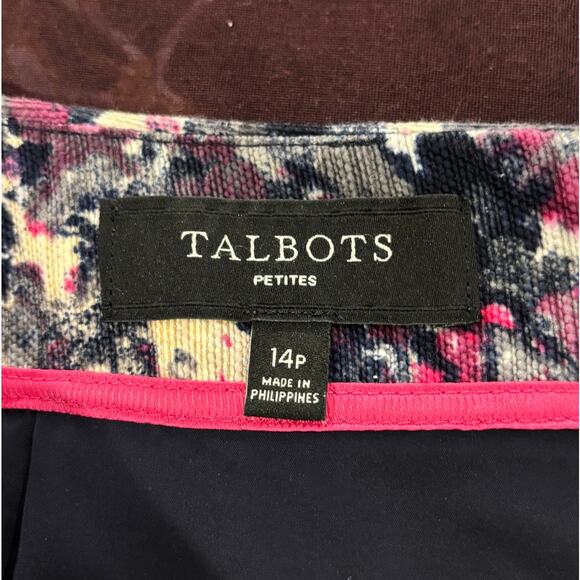 TALBOTS
PETITES
14P
MADE IN
PHILIPPINES